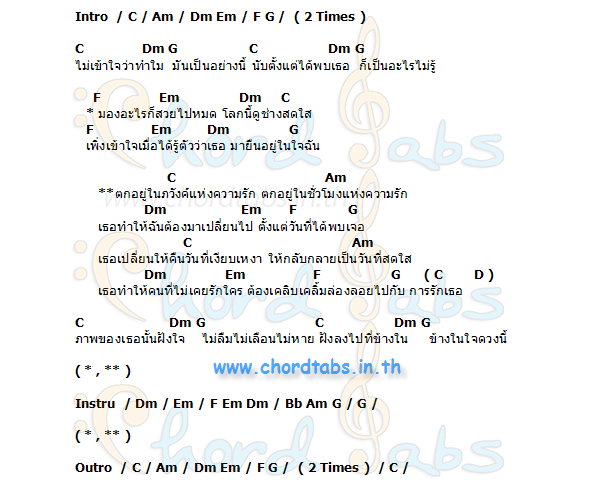 Intro / C / Am / Dm Em / F G / ( 2 Times )
C Dm G C Dm G
ไม่เข้าใจว่าทำใม มันเป็นอย่างนี้ นับตั้งแต่ได้พบเธอ ก็เป็นอะไรไม่รู้
F Em Dm C
* มองอะไรก็สวยไปหมด โลกนี้ดูช่างสดใส
F Em Dm G
เพิ่งเข้าใจเมื่อได้รู้ตัวว่าเธอ มายืนอยู่ในใจฉัน
C Am
**ตกอยู่ในภวังค์แห่งความรัก ตกอยู่ในชั่วโมงแห่งความรัก
Dm Em F G
เธอทำให้ฉันต้องมาเปลี่ยนไป ตั้งแต่วันที่ได้พบเจอ
C Am
เธอเปลี่ยนให้คืนวันที่เงียบเหงา ให้กลับกลายเป็นวันที่สดใส
Dm Em F G ( C D )
เธอทำให้คนที่ไม่เคยรักใคร ต้องเคลิบเคลิ้มล่องลอยไปกับ การรักเธอ
C Dm G C Dm G
ภาพของเธอนั้นฝังใจ ไม่ลืมไม่เลือนไม่หาย ฝังลงไปที่ข้างใน ข้างในใจดวงนี้
www.chordtabs.in.th
( * , ** )
Instru / Dm / Em / F Em Dm / Bb Am G / G /
( * , ** )
Outro / C / Am / Dm Em / F G / ( 2 Times ) / C /
Chord Tabs
www.chordtabs.in.th
Chord Tabs